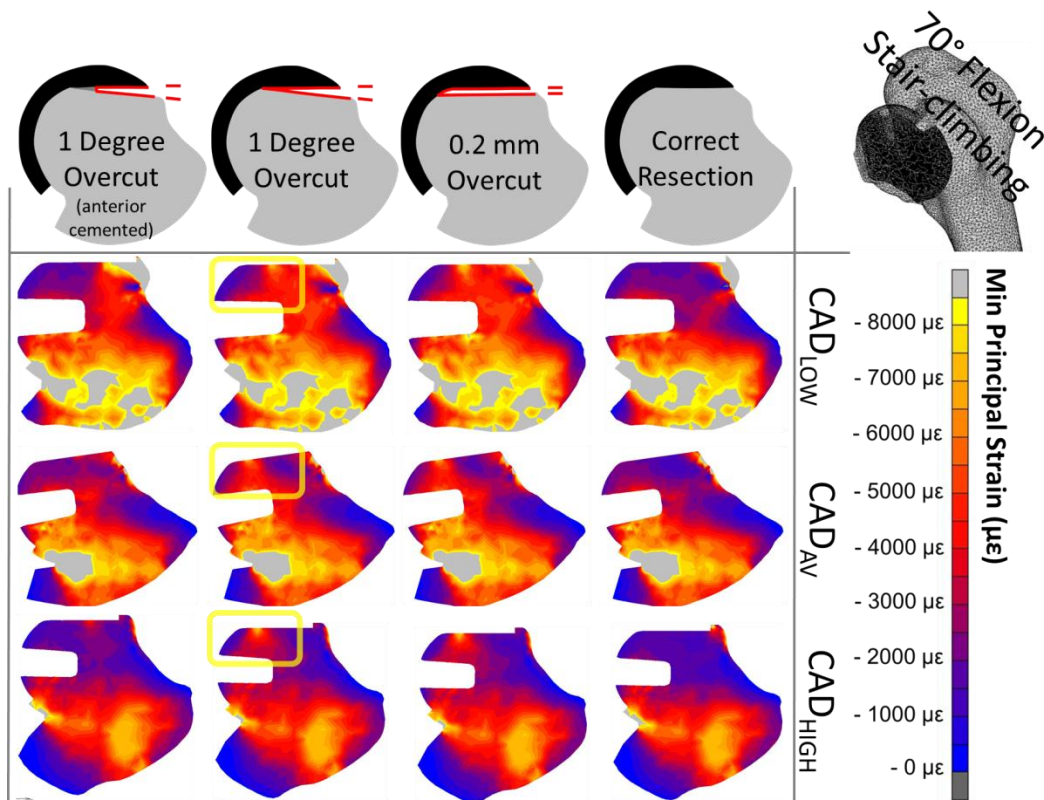 1 Degree
Overcut
(anterior
cemented)
1 Degree
Overcut
0.2 mm
Overcut
Correct
Resection
70° Flexion
Stair-climbing
CAD_LOW
CAD_AV
CAD_HIGH
- 8000 µε
- 7000 µε
- 6000 µε
- 5000 µε
- 4000 µε
- 3000 µε
- 2000 µε
- 1000 µε
- 0 µε
Min Principal Strain (µε)